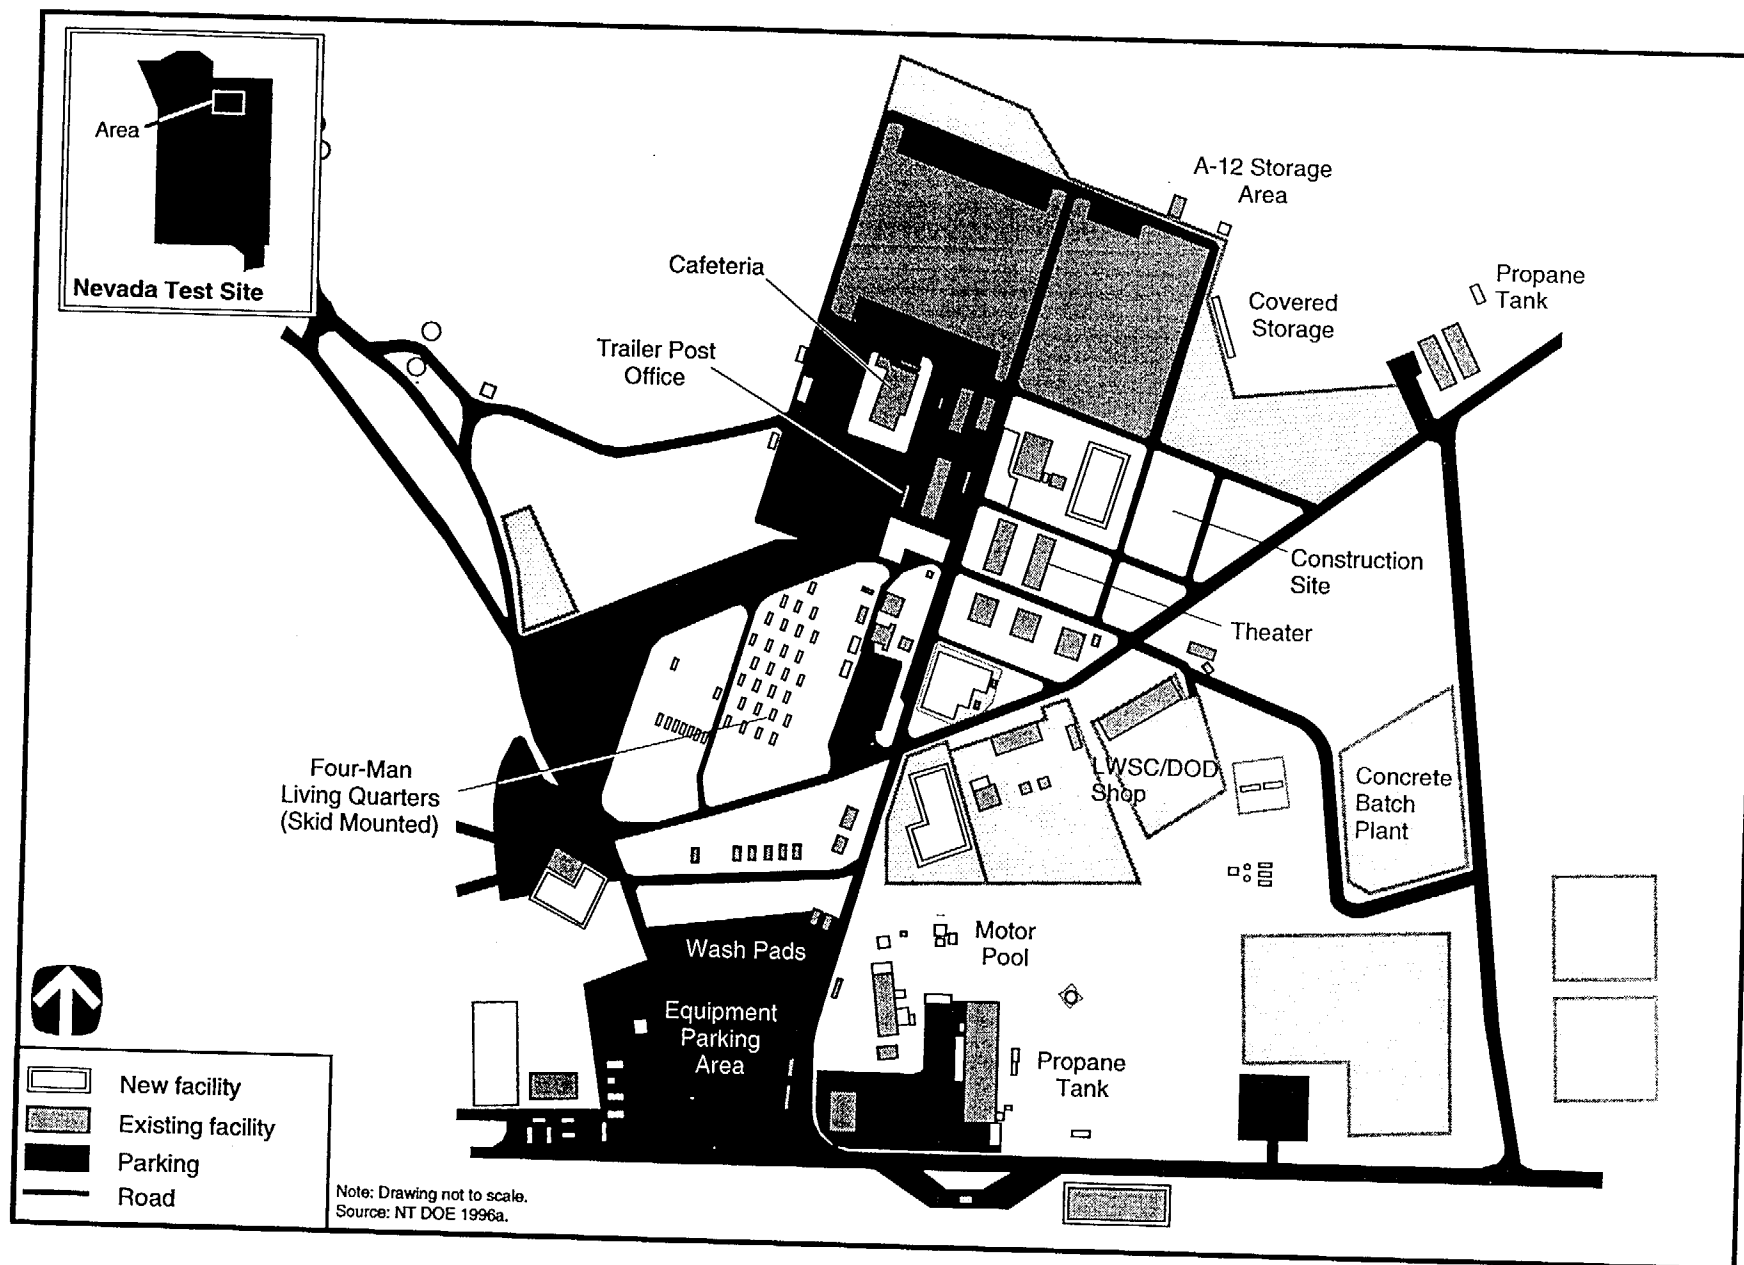 Area
Nevada Test Site
A-12 Storage
Area
Cafeteria
Propane
Tank
Covered
Storage
Trailer Post
Office
Construction
Site
Theater
Four-Man
Living Quarters
(Skid Mounted)
LWSC/DOD
Shop
Concrete
Batch
Plant
Wash Pads
Motor
Pool
Equipment
Parking
Area
Propane
Tank
New facility
Existing facility
Parking
Road
Note: Drawing not to scale.
Source: NT DOE 1996a.